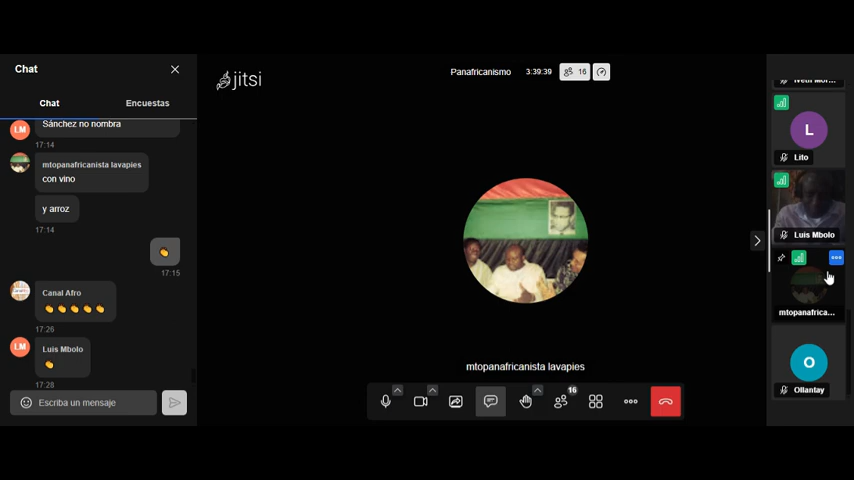 Chat
Chat
Encuestas
LM
Sánchez no nombra
17:14
mtopanafricanista lavapies
con vino
y arroz
17:14
17:15
Canal Afro
17:26
LM
Luis Mbolo
17:28
Escriba un mensaje
jitsi
Panafricanismo 3:39:39 16
mtopanafricanista lavapies
16
L
Lito
Luis Mbolo
mtopanafrica...
O
Ollantay